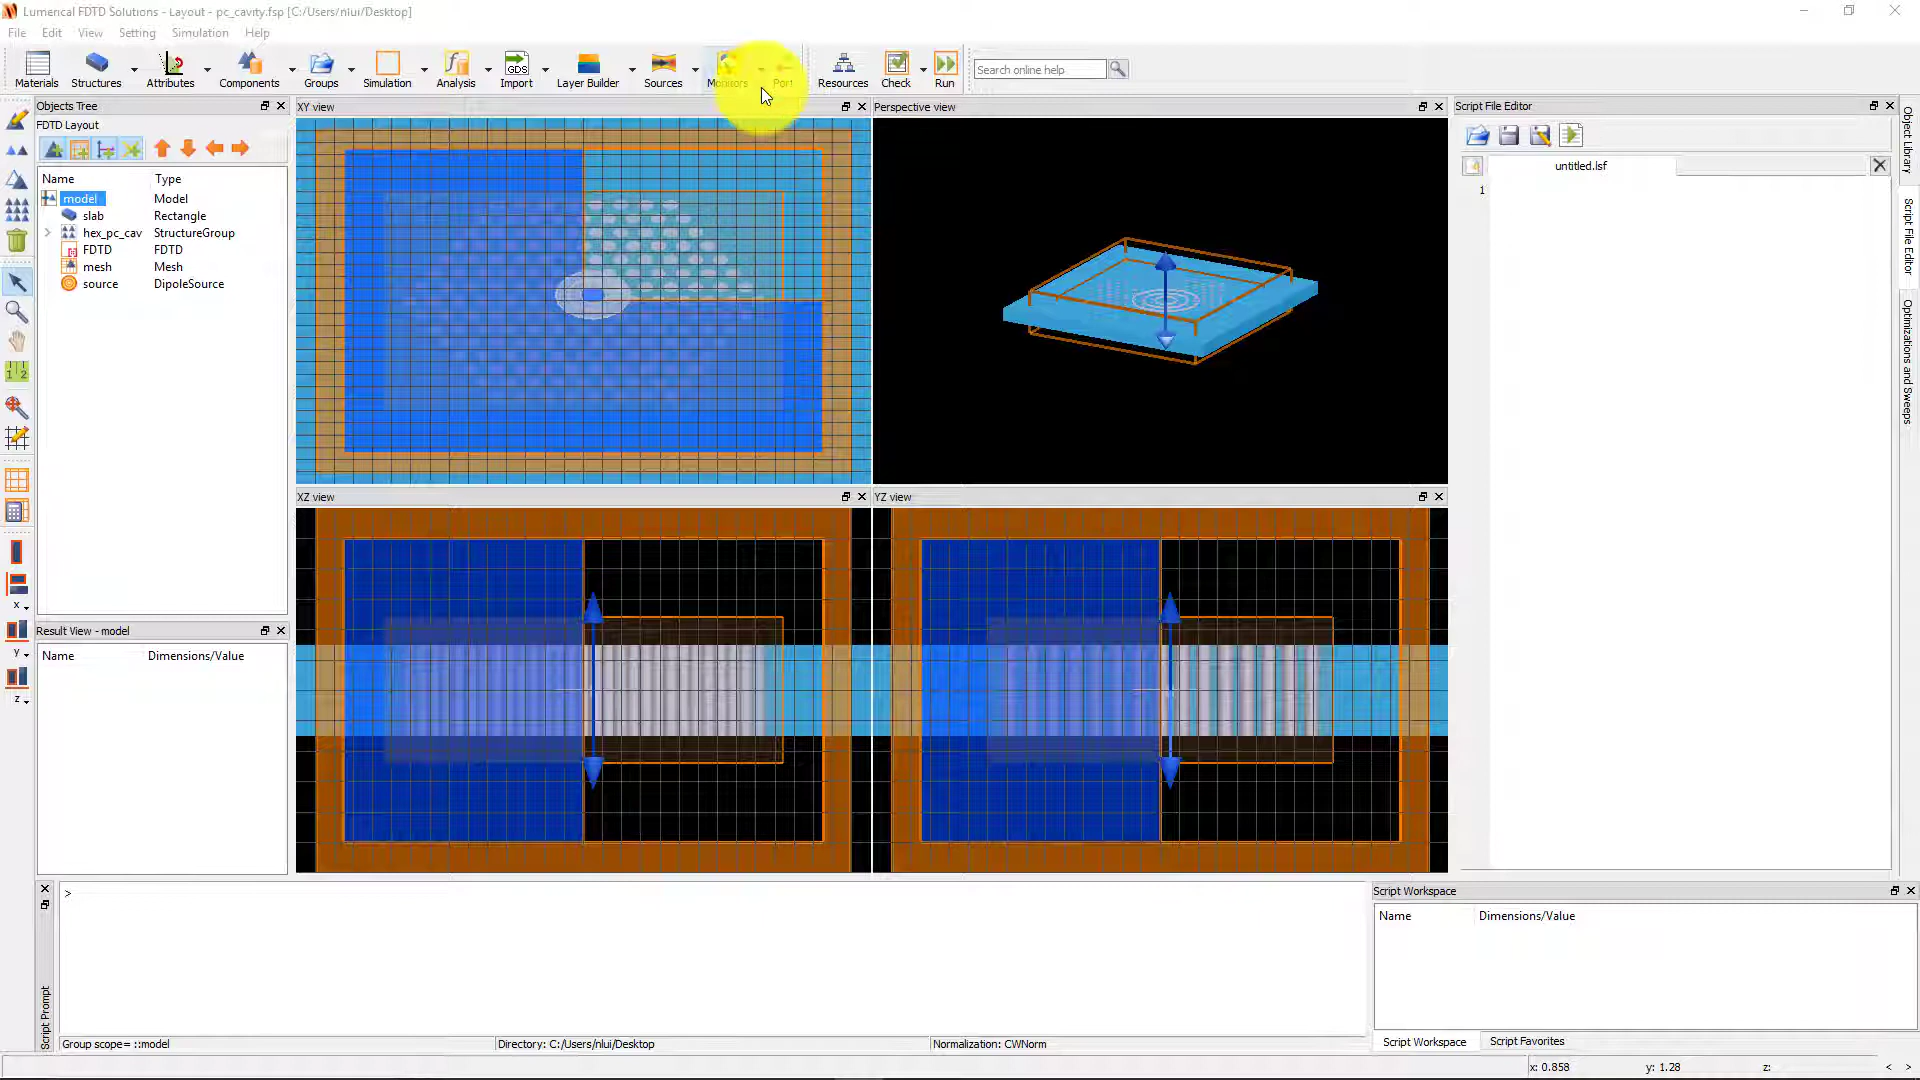 Lumerical FDTD Solutions - Layout - pc_cavity.fsp [C:/Users/nlui/Desktop]
File Edit View Setting Simulation Help
GDS
Materials Structures Attributes Components Groups Simulation Analysis Import Layer Builder Sources Monitors Port Resources Check Run Search online help
Objects Tree
FDTD Layout
Name Type
model Model
slab Rectangle
hex_pc_cav StructureGroup
FDTD FDTD
mesh Mesh
source DipoleSource
XY view
Perspective view
XZ view
YZ view
Result View - model
Name Dimensions/Value
x
y
z
Script File Editor
untitled.lsf
1
Object Library
Script File Editor
Optimizations and Sweeps
>
Script Prompt
Script Workspace
Name Dimensions/Value
Script Workspace Script Favorites
Group scope= ::model Directory: C:/Users/nlui/Desktop Normalization: CWNorm
x: 0.858 y: 1.28 z: < >